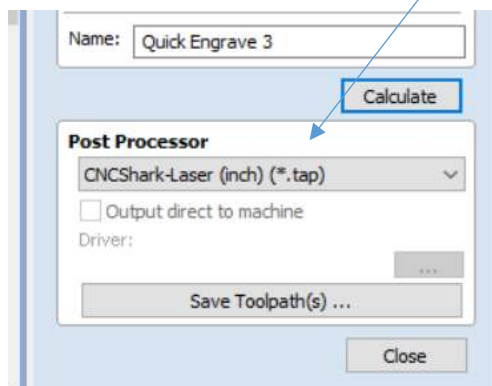 Name: Quick Engrave 3
Calculate
Post Processor
CNCShark-Laser (inch) (*.tap)
Output direct to machine
Driver:
...
Save Toolpath(s) ...
Close